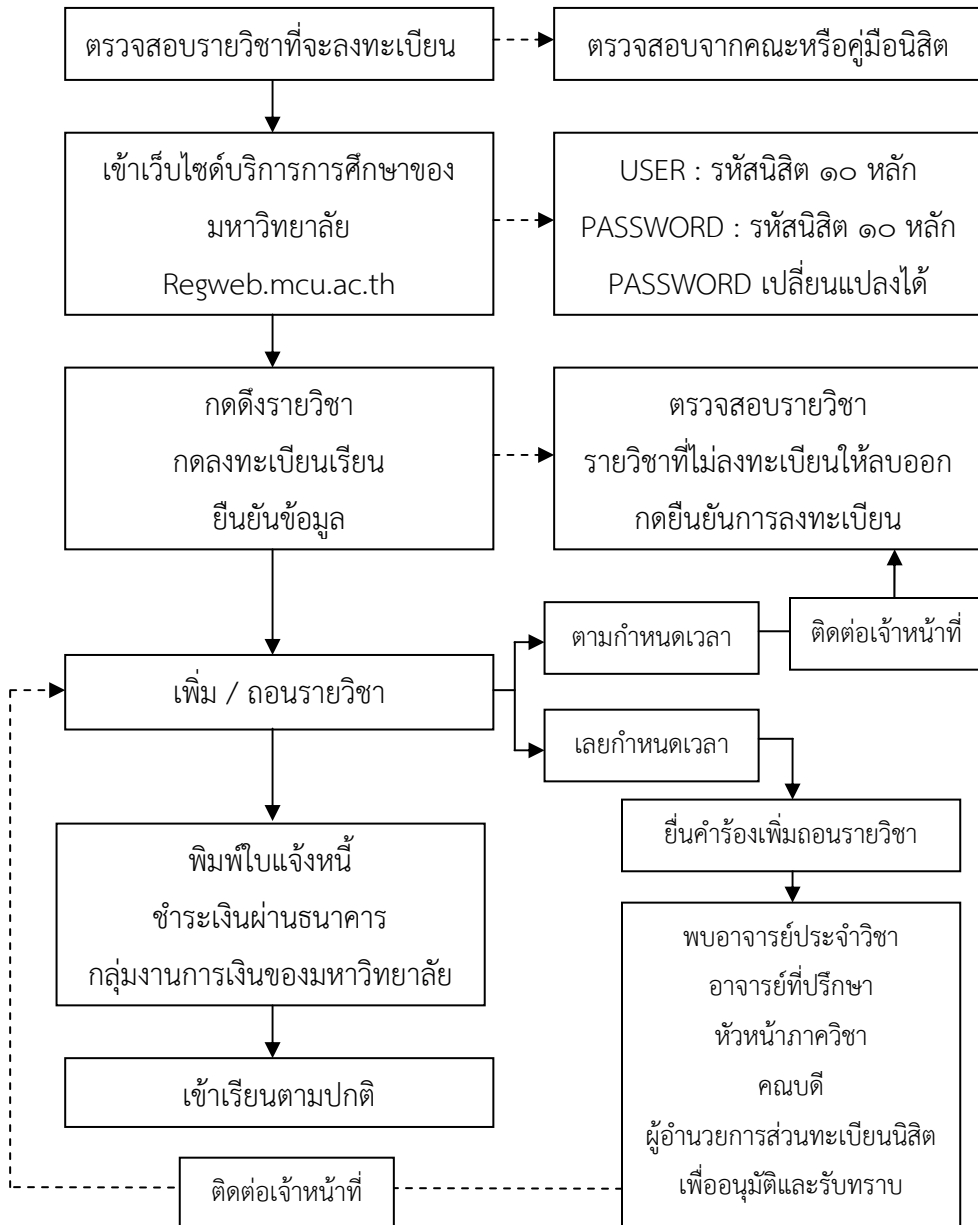 ตรวจสอบรายวิชาที่จะลงทะเบียน
ตรวจสอบจากคณะหรือคู่มือนิสิต
เข้าเว็บไซด์บริการการศึกษาของ
มหาวิทยาลัย
Regweb.mcu.ac.th
USER : รหัสนิสิต ๑๐ หลัก
PASSWORD : รหัสนิสิต ๑๐ หลัก
PASSWORD เปลี่ยนแปลงได้
กดดึงรายวิชา
กดลงทะเบียนเรียน
ยืนยันข้อมูล
ตรวจสอบรายวิชา
รายวิชาที่ไม่ลงทะเบียนให้ลบออก
กดยืนยันการลงทะเบียน
ตามกำหนดเวลา
ติดต่อเจ้าหน้าที่
เพิ่ม / ถอนรายวิชา
เลยกำหนดเวลา
ยื่นคำร้องเพิ่มถอนรายวิชา
พิมพ์ใบแจ้งหนี้
ชำระเงินผ่านธนาคาร
กลุ่มงานการเงินของมหาวิทยาลัย
พบอาจารย์ประจำวิชา
อาจารย์ที่ปรึกษา
หัวหน้าภาควิชา
คณบดี
ผู้อำนวยการส่วนทะเบียนนิสิต
เพื่ออนุมัติและรับทราบ
เข้าเรียนตามปกติ
ติดต่อเจ้าหน้าที่